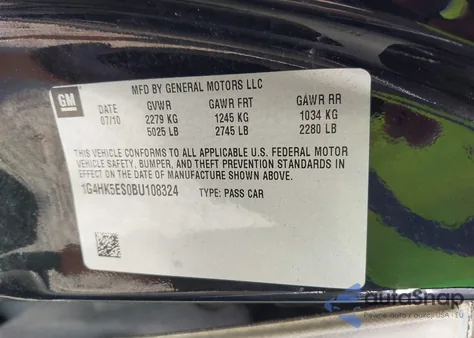 MFD BY GENERAL MOTORS LLC
GM
DATE GVWR GAWR FRT GAWR RR
07/10 2279 KG 1245 KG 1034 KG
5025 LB 2745 LB 2280 LB
THIS VEHICLE CONFORMS TO ALL APPLICABLE U.S. FEDERAL MOTOR
VEHICLE SAFETY, BUMPER, AND THEFT PREVENTION STANDARDS IN
EFFECT ON THE DATE OF MANUFACTURE SHOWN ABOVE.
1G4HK5ES0BU108324 TYPE: PASS CAR
autoShap